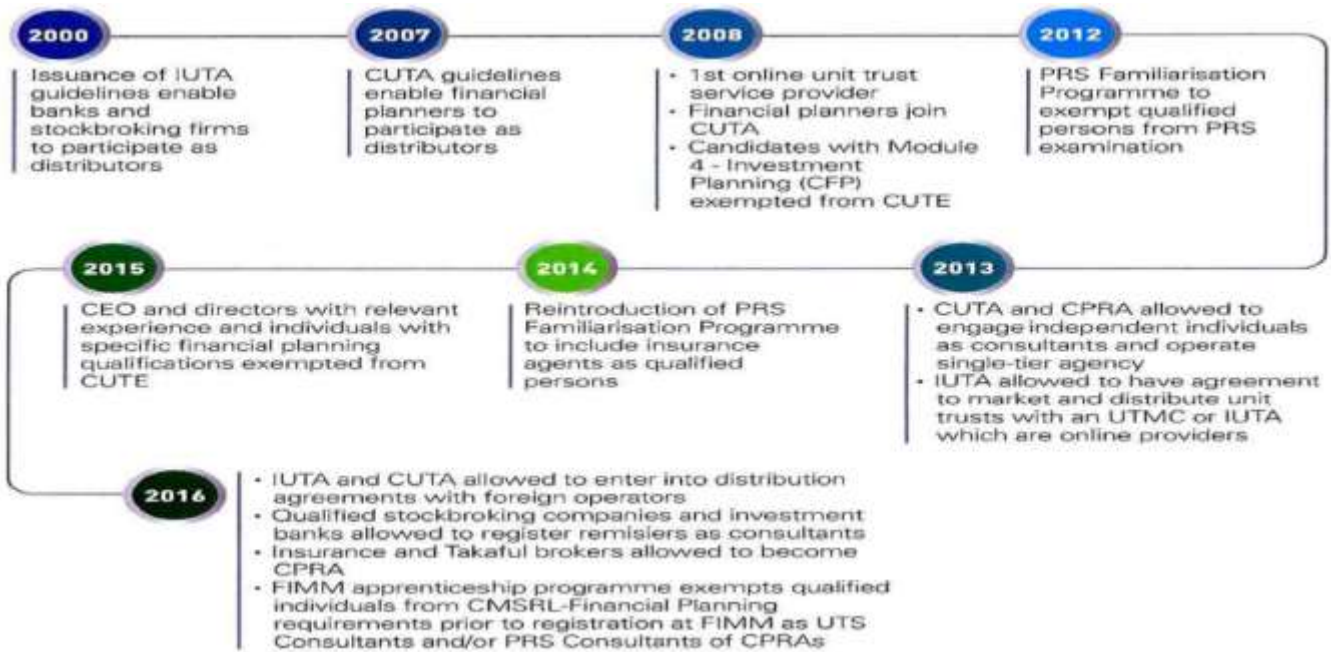 2000
Issuance of IUTA
guidelines enable
banks and
stockbroking firms
to participate as
distributors
2007
CUTA guidelines
enable financial
planners to
participate as
distributors
2008
• 1st online unit trust
service provider
• Financial planners join
CUTA
• Candidates with Module
4 - Investment
Planning (CFP)
exempted from CUTE
2012
PRS Familiarisation
Programme to
exempt qualified
persons from PRS
examination
2013
• CUTA and CPRA allowed to
engage independent individuals
as consultants and operate
single-tier agency
• IUTA allowed to have agreement
to market and distribute unit
trusts with an UTMC or IUTA
which are online providers
2014
Reintroduction of PRS
Familiarisation Programme
to include insurance
agents as qualified
persons
2015
CEO and directors with relevant
experience and individuals with
specific financial planning
qualifications exempted from
CUTE
2016
• IUTA and CUTA allowed to enter into distribution
agreements with foreign operators
• Qualified stockbroking companies and investment
banks allowed to register remisiers as consultants
• Insurance and Takaful brokers allowed to become
CPRA
• FIMM apprenticeship programme exempts qualified
individuals from CMSRL-Financial Planning
requirements prior to registration at FIMM as UTS
Consultants and/or PRS Consultants of CPRAs